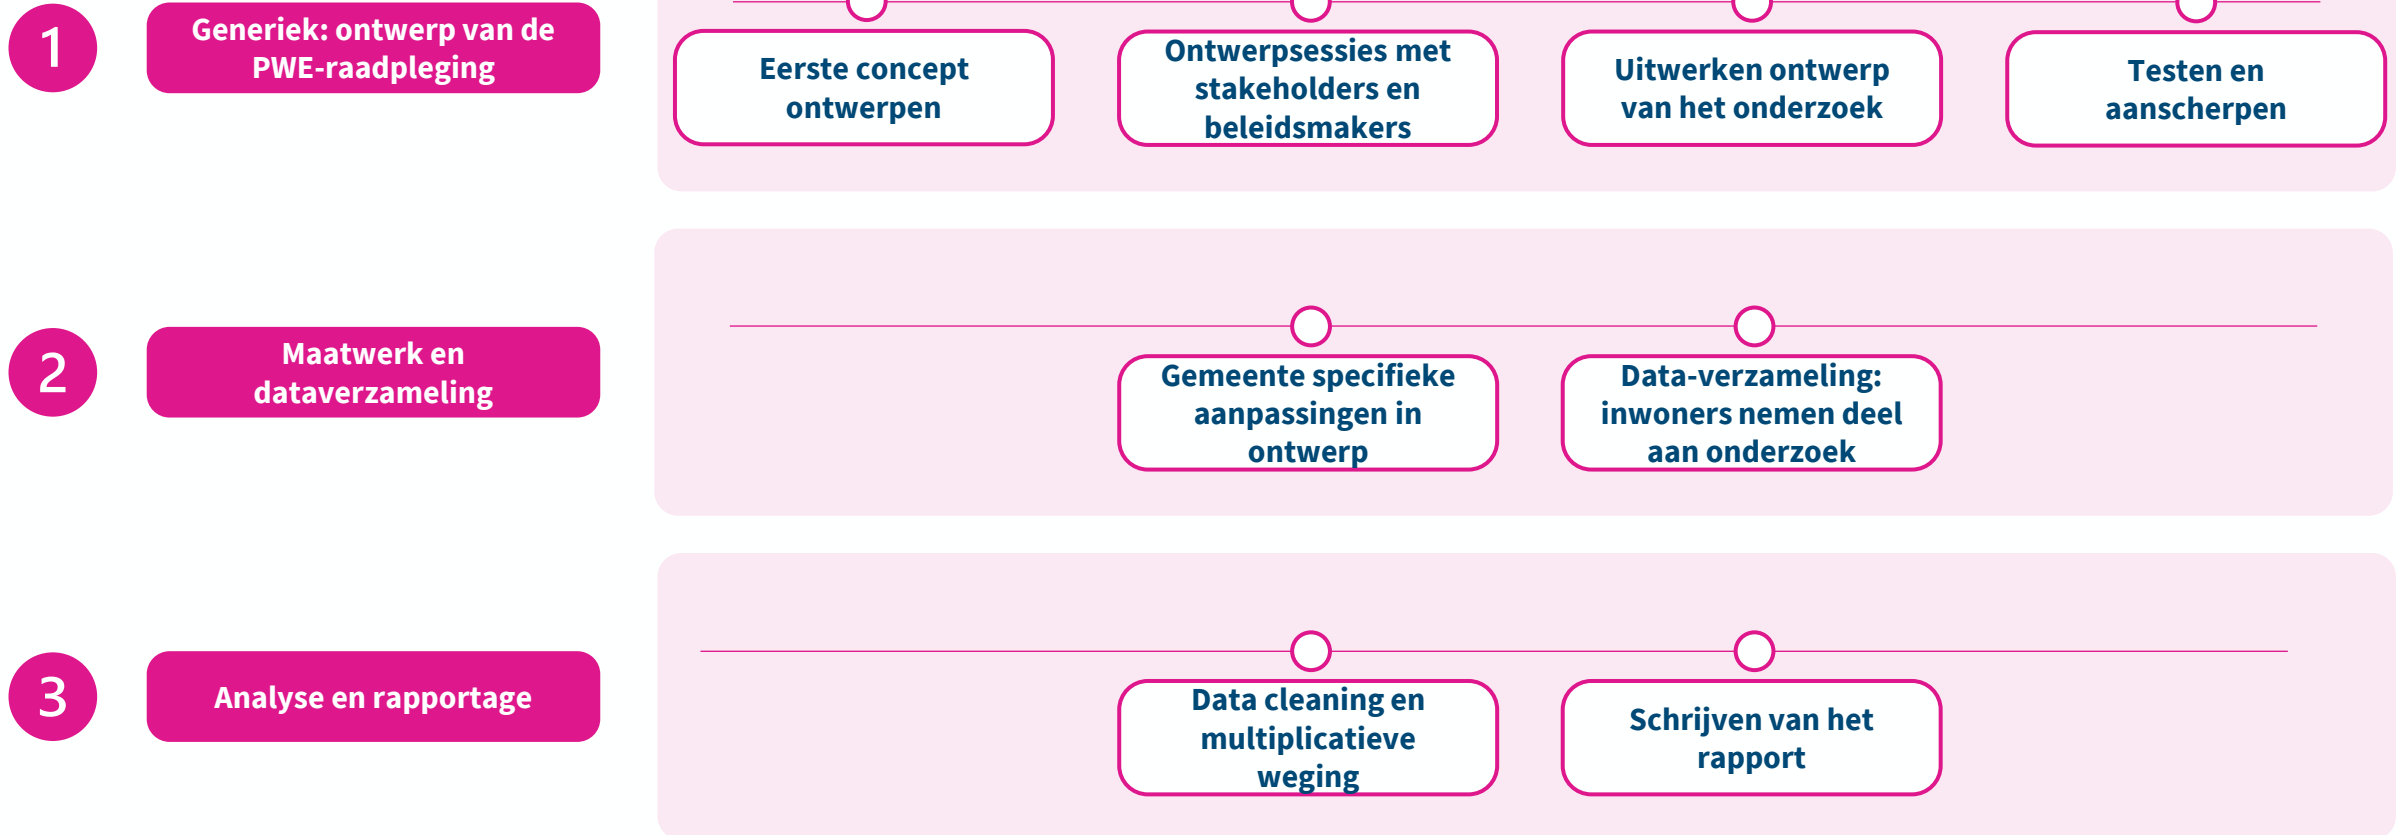 1
Generiek: ontwerp van de
PWE-raadpleging
Eerste concept
ontwerpen
Ontwerpsessies met
stakeholders en
beleidsmakers
Uitwerken ontwerp
van het onderzoek
Testen en
aanscherpen
2
Maatwerk en
dataverzameling
Gemeente specifieke
aanpassingen in
ontwerp
Data-verzameling:
inwoners nemen deel
aan onderzoek
3
Analyse en rapportage
Data cleaning en
multiplicatieve
weging
Schrijven van het
rapport